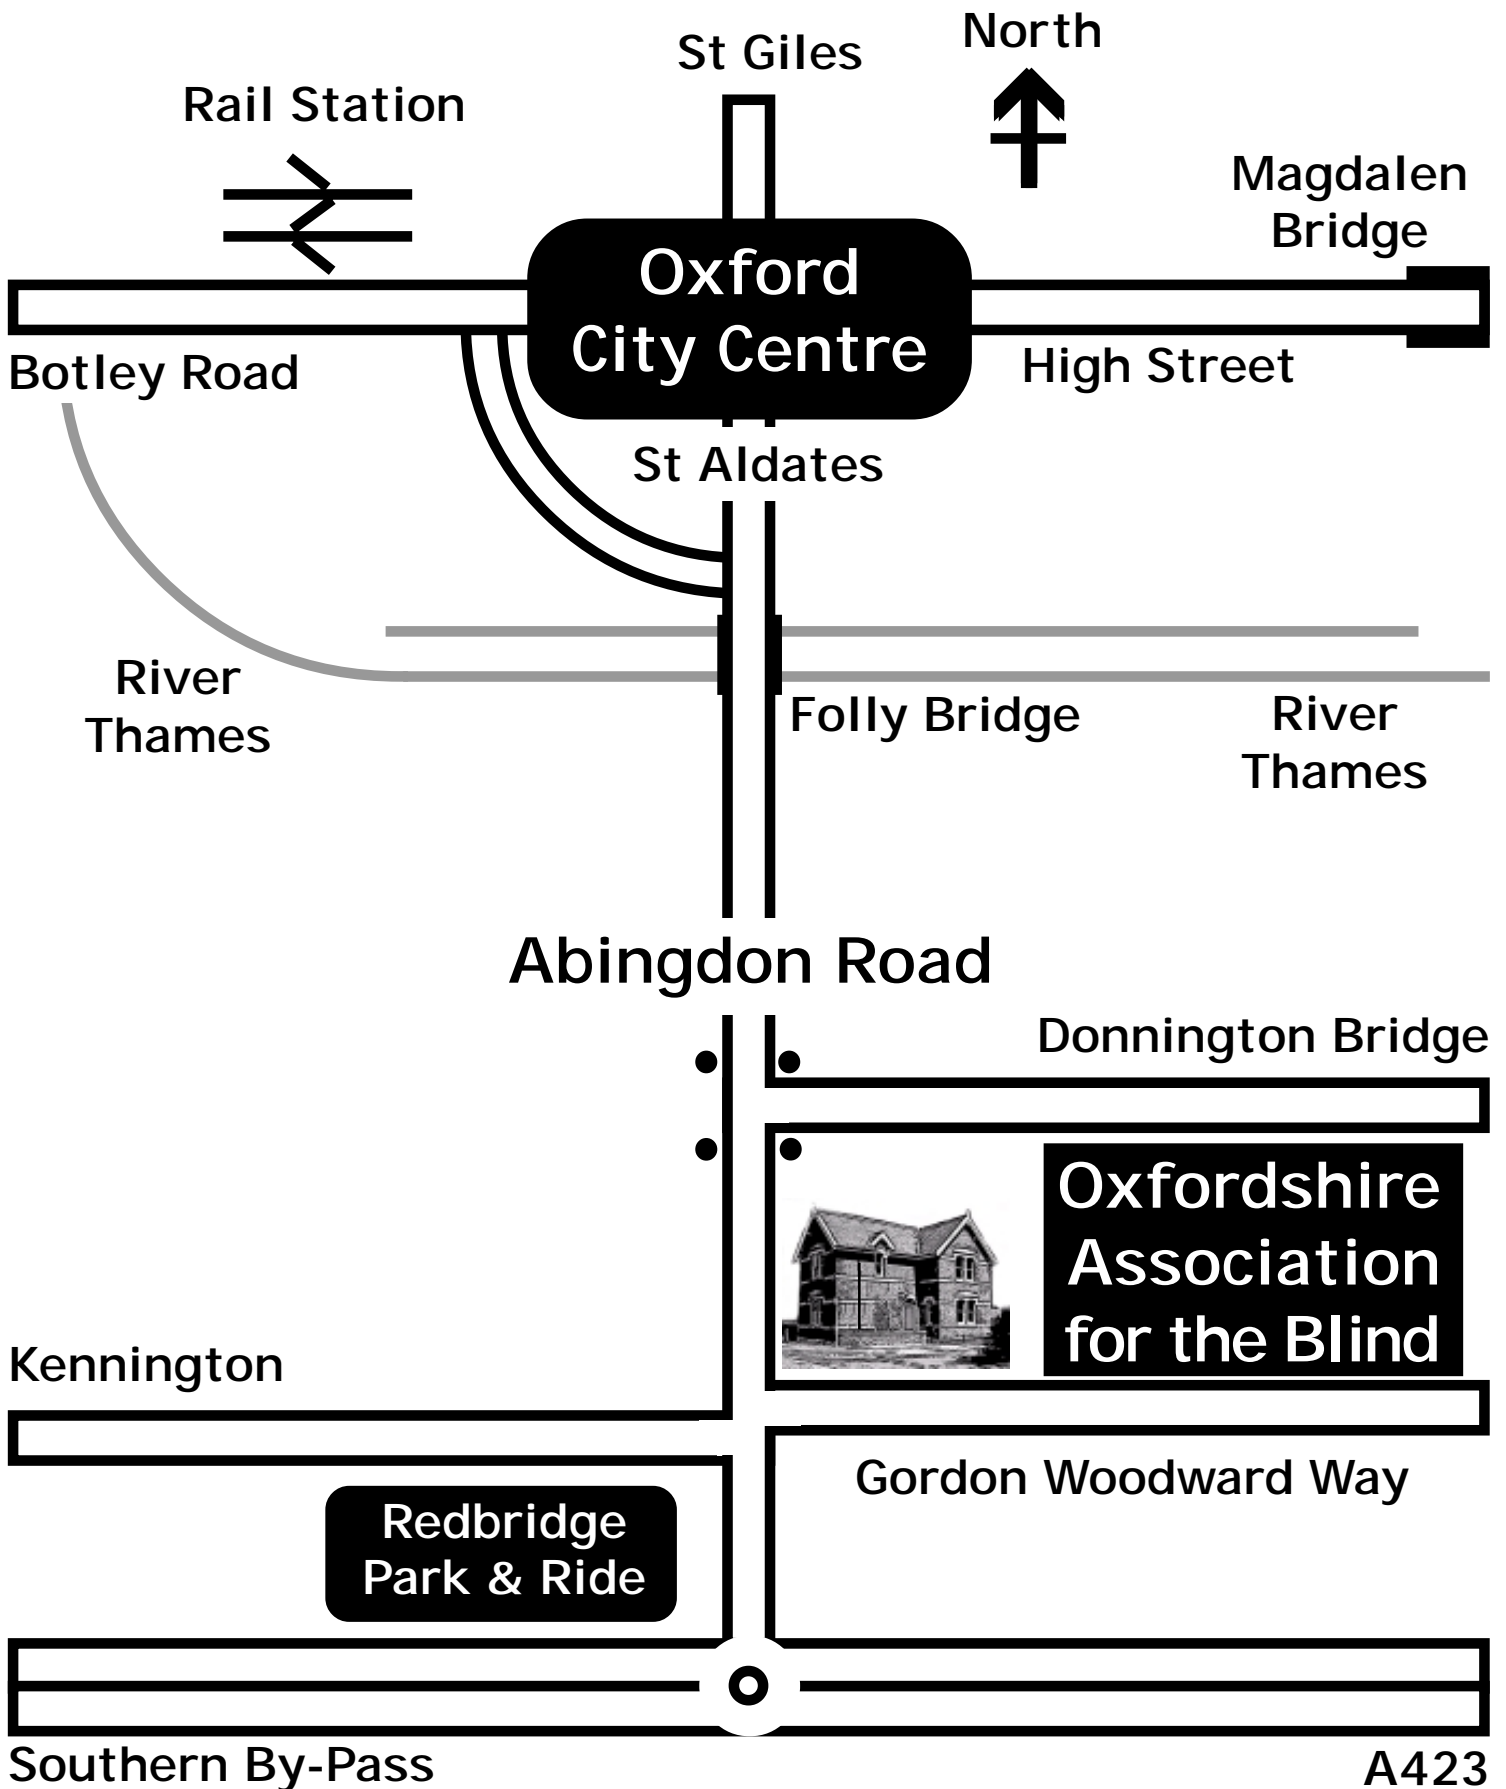 St Giles
North
Rail Station
Magdalen
Bridge
Oxford
City Centre
Botley Road
High Street
St Aldates
River
Thames
Folly Bridge
River
Thames
Abingdon Road
Donnington Bridge
Oxfordshire
Association
for the Blind
Kennington
Gordon Woodward Way
Redbridge
Park & Ride
Southern By-Pass
A423